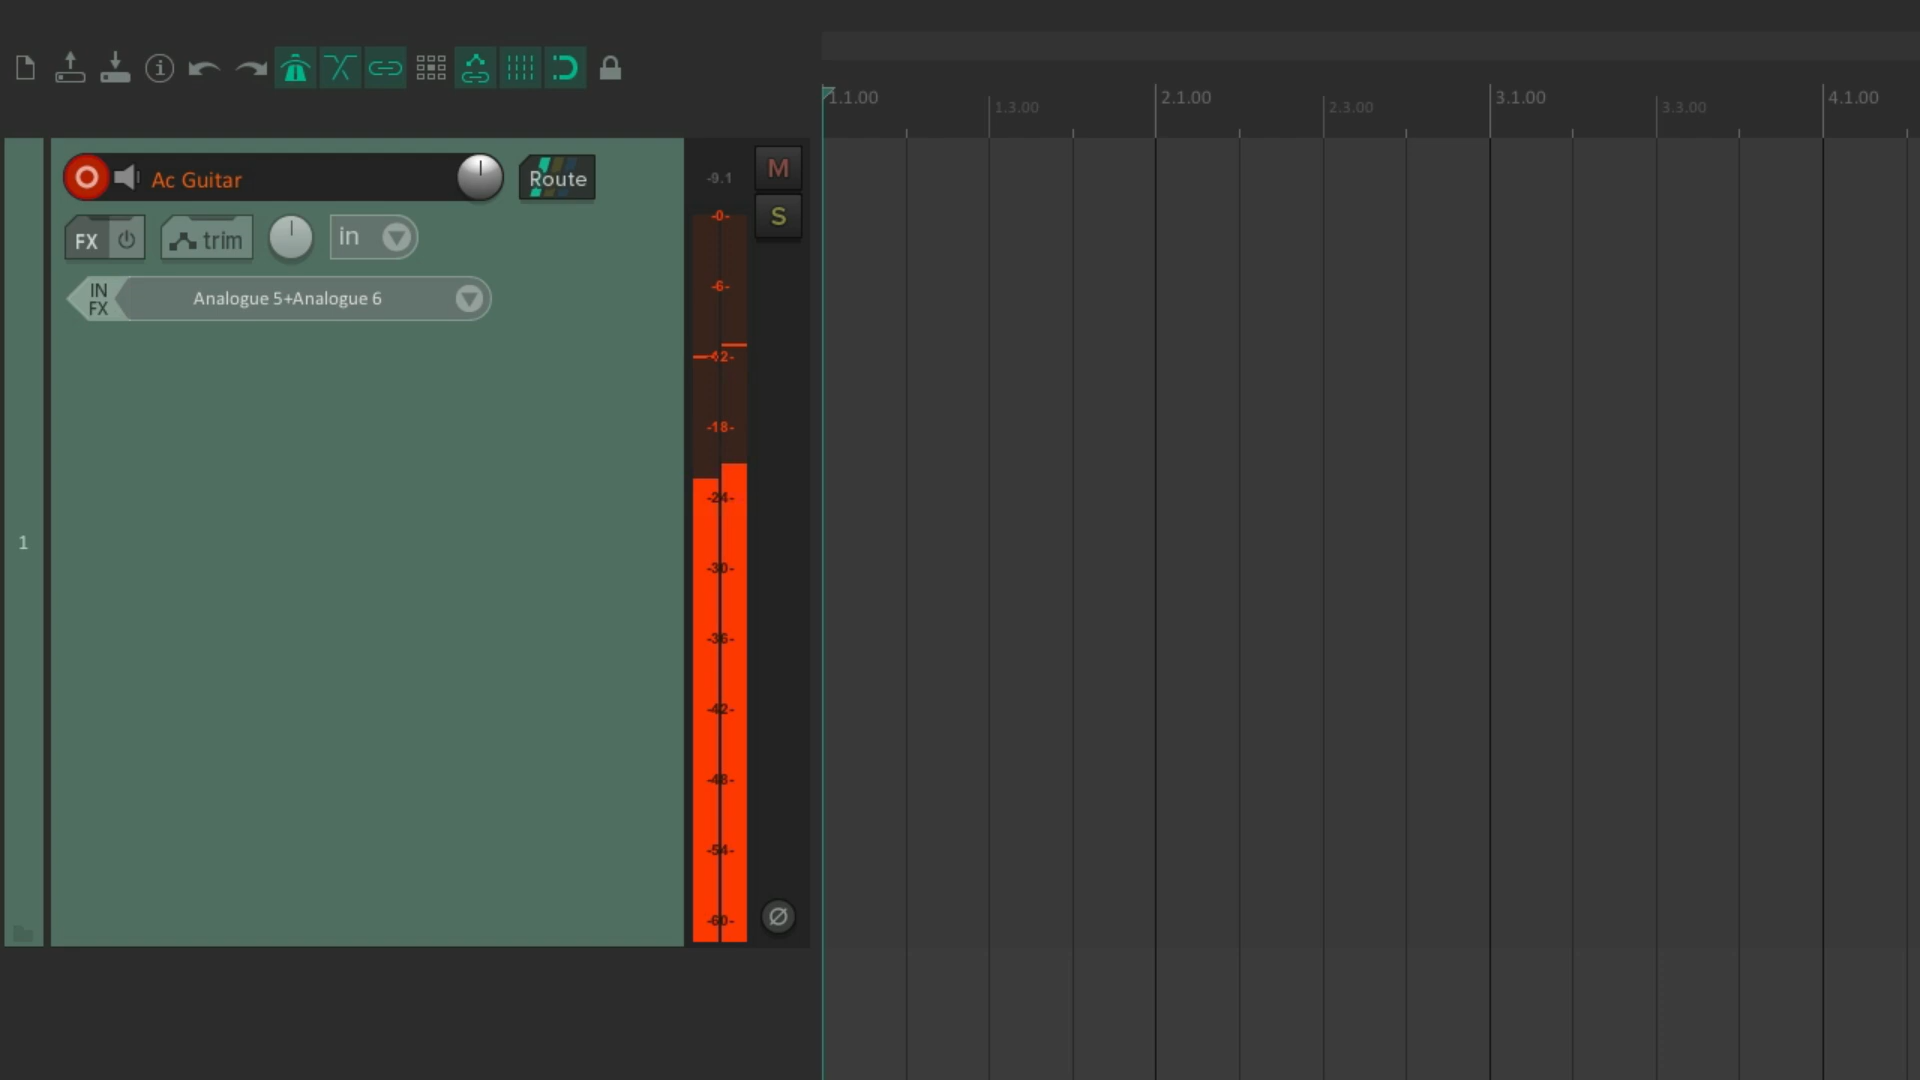 1.1.00
1.3.00
2.1.00
2.3.00
3.1.00
3.3.00
4.1.00
Ac Guitar
Route
-9.1
M
FX
trim
in
-0-
S
IN
FX
Analogue 5+Analogue 6
-6-
-12-
-18-
-24-
-30-
1
-36-
-42-
-48-
-54-
-60-